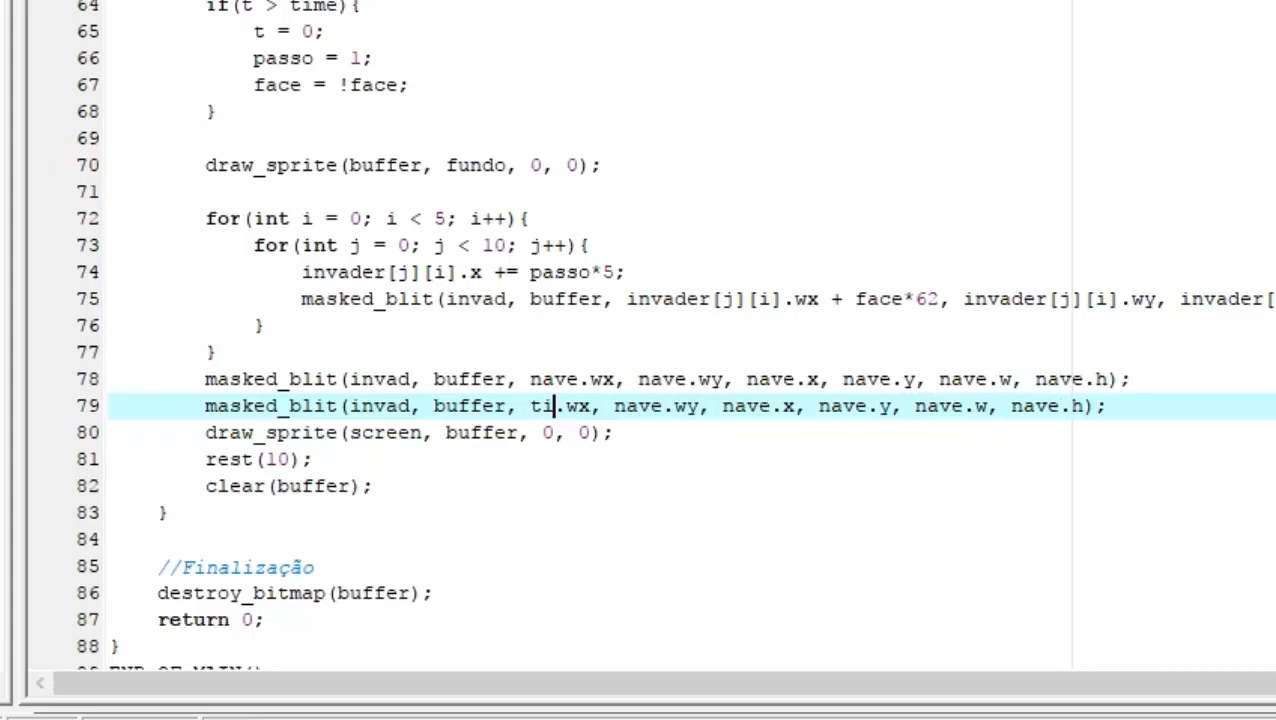 64 if(t > time){
65 t = 0;
66 passo = 1;
67 face = !face;
68 }
69
70 draw_sprite(buffer, fundo, 0, 0);
71
72 for(int i = 0; i < 5; i++){
73 for(int j = 0; j < 10; j++){
74 invader[j][i].x += passo*5;
75 masked_blit(invad, buffer, invader[j][i].wx + face*62, invader[j][i].wy, invader[
76 }
77 }
78 masked_blit(invad, buffer, nave.wx, nave.wy, nave.x, nave.y, nave.w, nave.h);
79 masked_blit(invad, buffer, ti.wx, nave.wy, nave.x, nave.y, nave.w, nave.h);
80 draw_sprite(screen, buffer, 0, 0);
81 rest(10);
82 clear(buffer);
83 }
84
85 //Finalização
86 destroy_bitmap(buffer);
87 return 0;
88 }